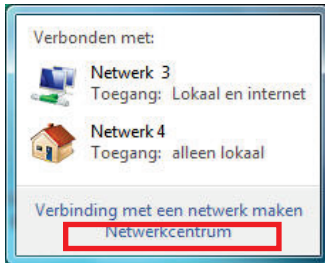 Verbonden met:
Netwerk 3
Toegang: Lokaal en internet
Netwerk 4
Toegang: alleen lokaal
Verbinding met een netwerk maken
Netwerkcentrum